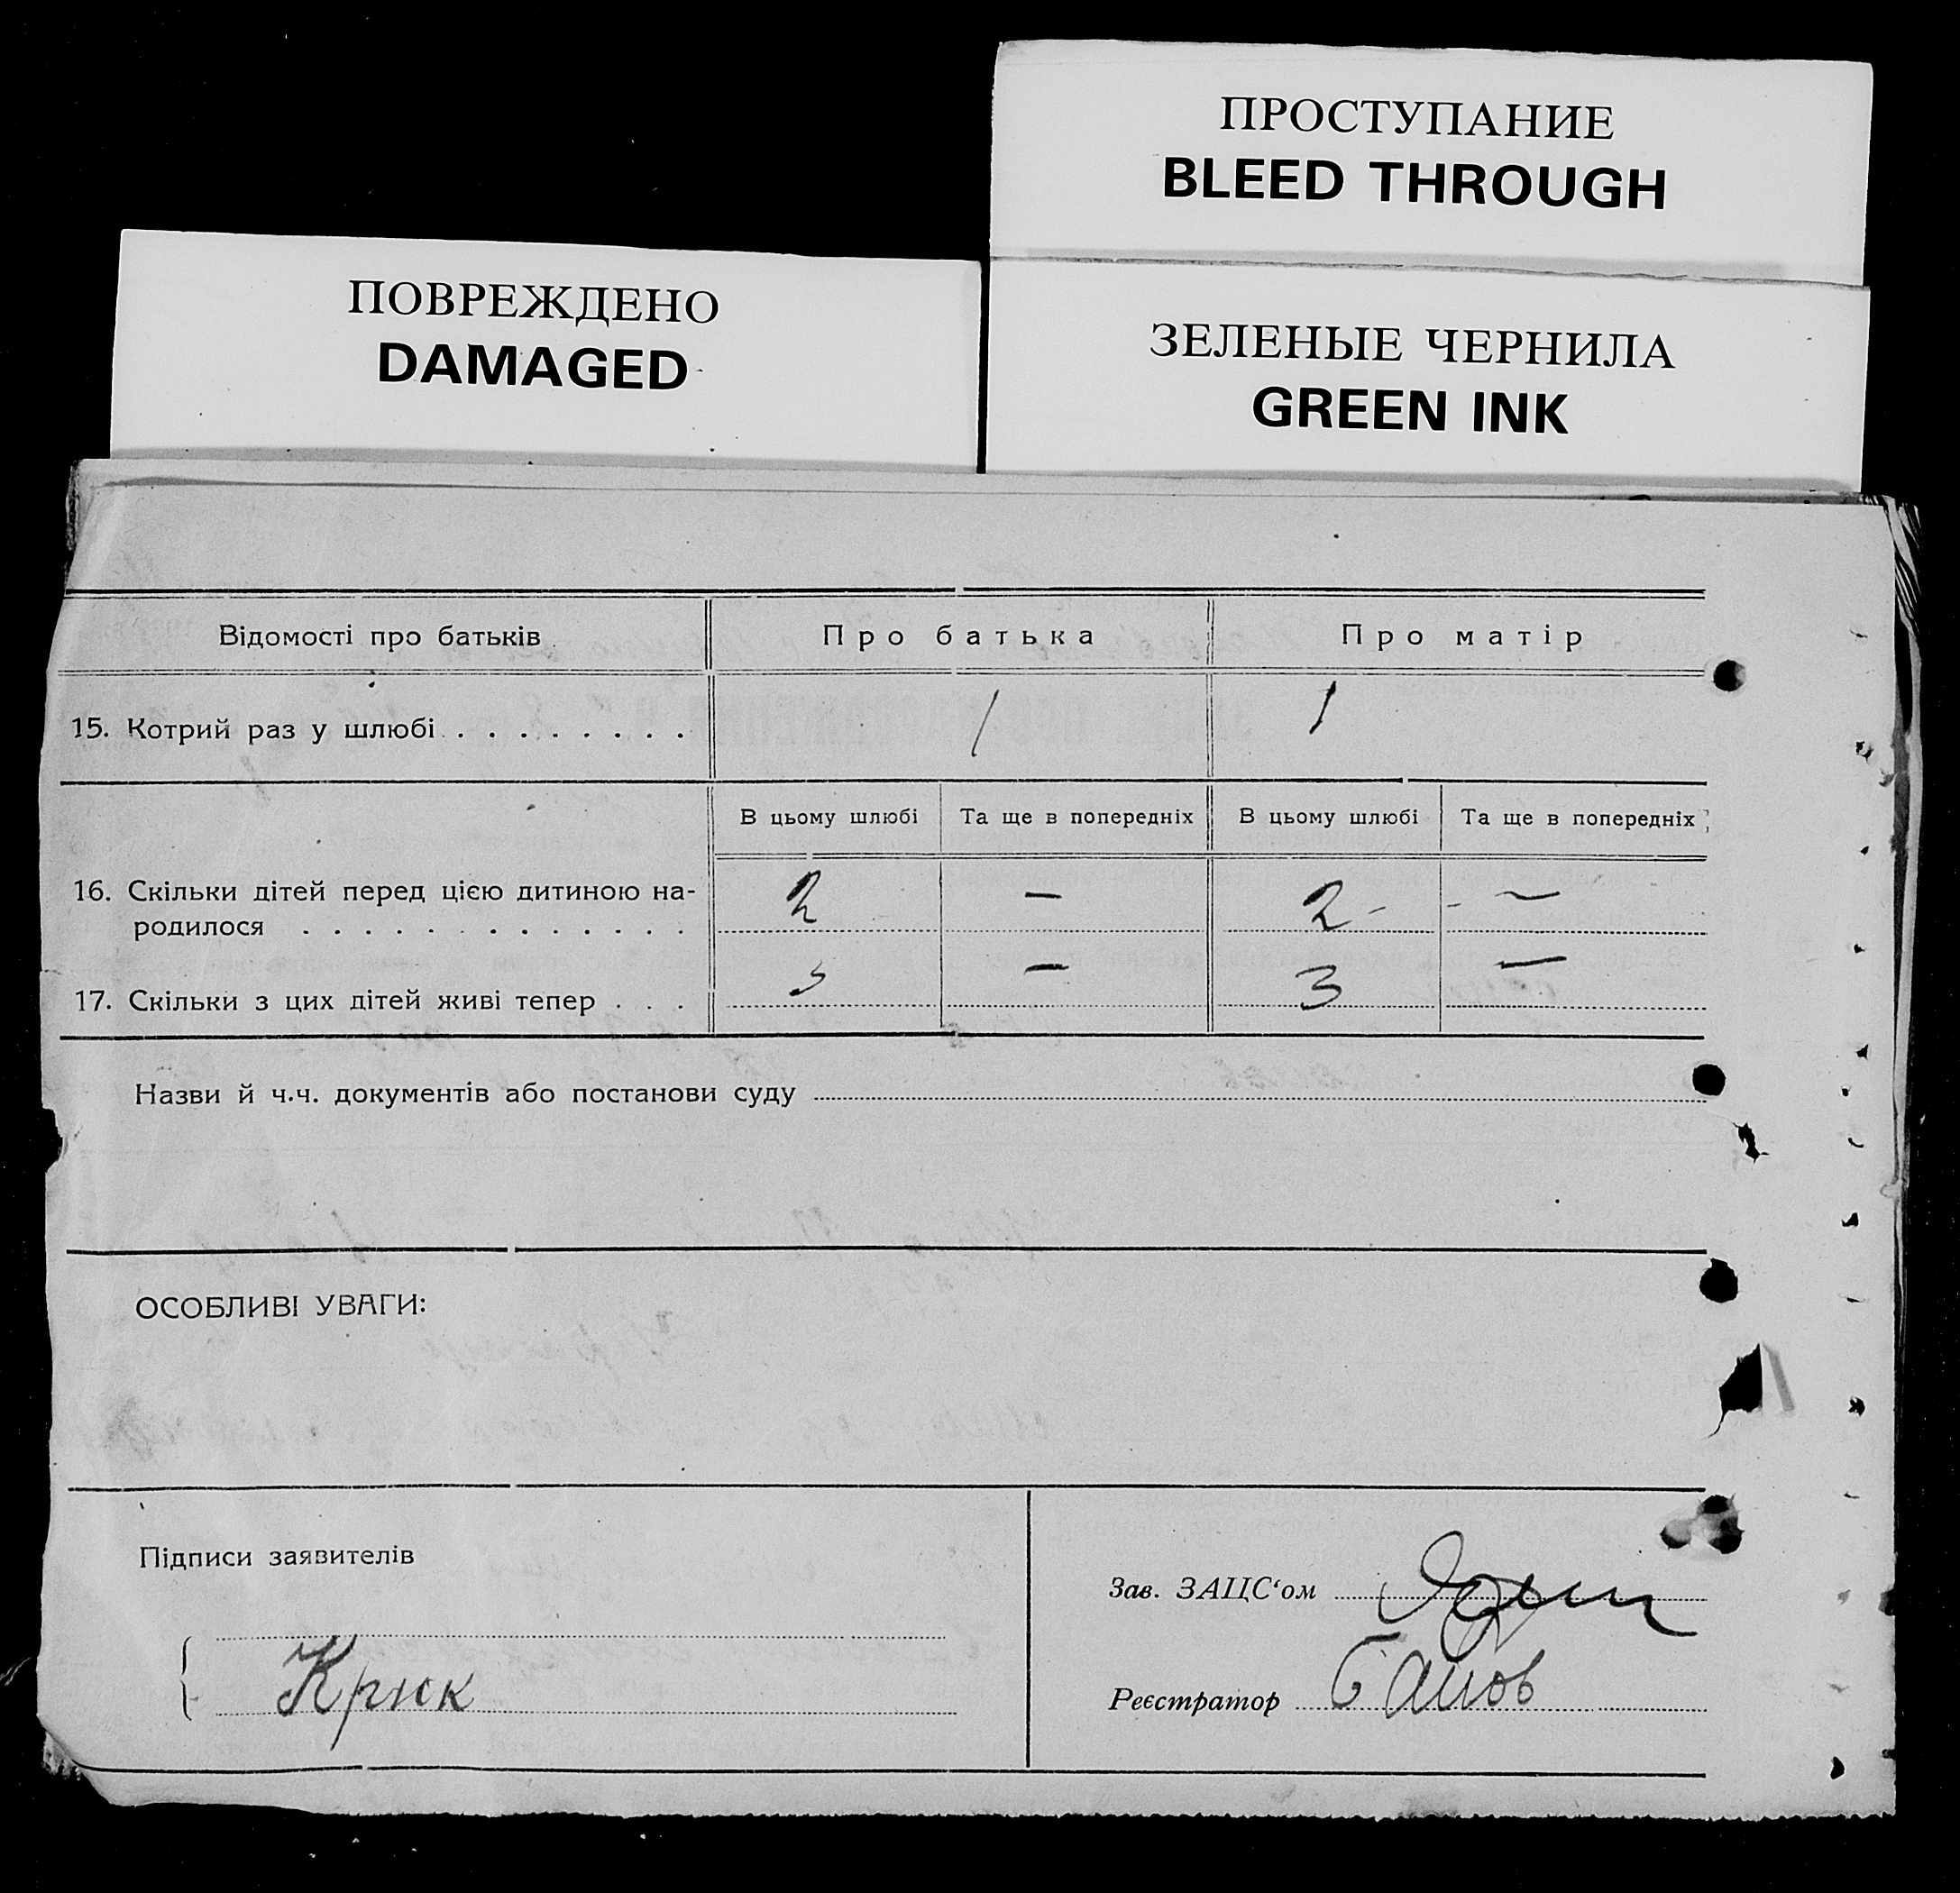 ПРОСТУПАНИЕ
BLEED THROUGH
ПОВРЕЖДЕНО
DAMAGED
ЗЕЛЕНЫЕ ЧЕРНИЛА
GREEN INK
Відомості про батьків Про батька Про матір
15. Котрий раз у шлюбі . . . . . . . . 1 1
В цьому шлюбі Та ще в попередніх В цьому шлюбі Та ще в попередніх
16. Скільки дітей перед цією дитиною на-
родилося . . . . . . . . . . . . . 2 — 2 - - —
17. Скільки з цих дітей живі тепер . . . 3 — 3 —
Назви й ч.ч. документів або постанови суду
ОСОБЛИВІ УВАГИ:
Підписи заявителів
Зав. ЗАЦС‘ом
Крюк
Реєстратор